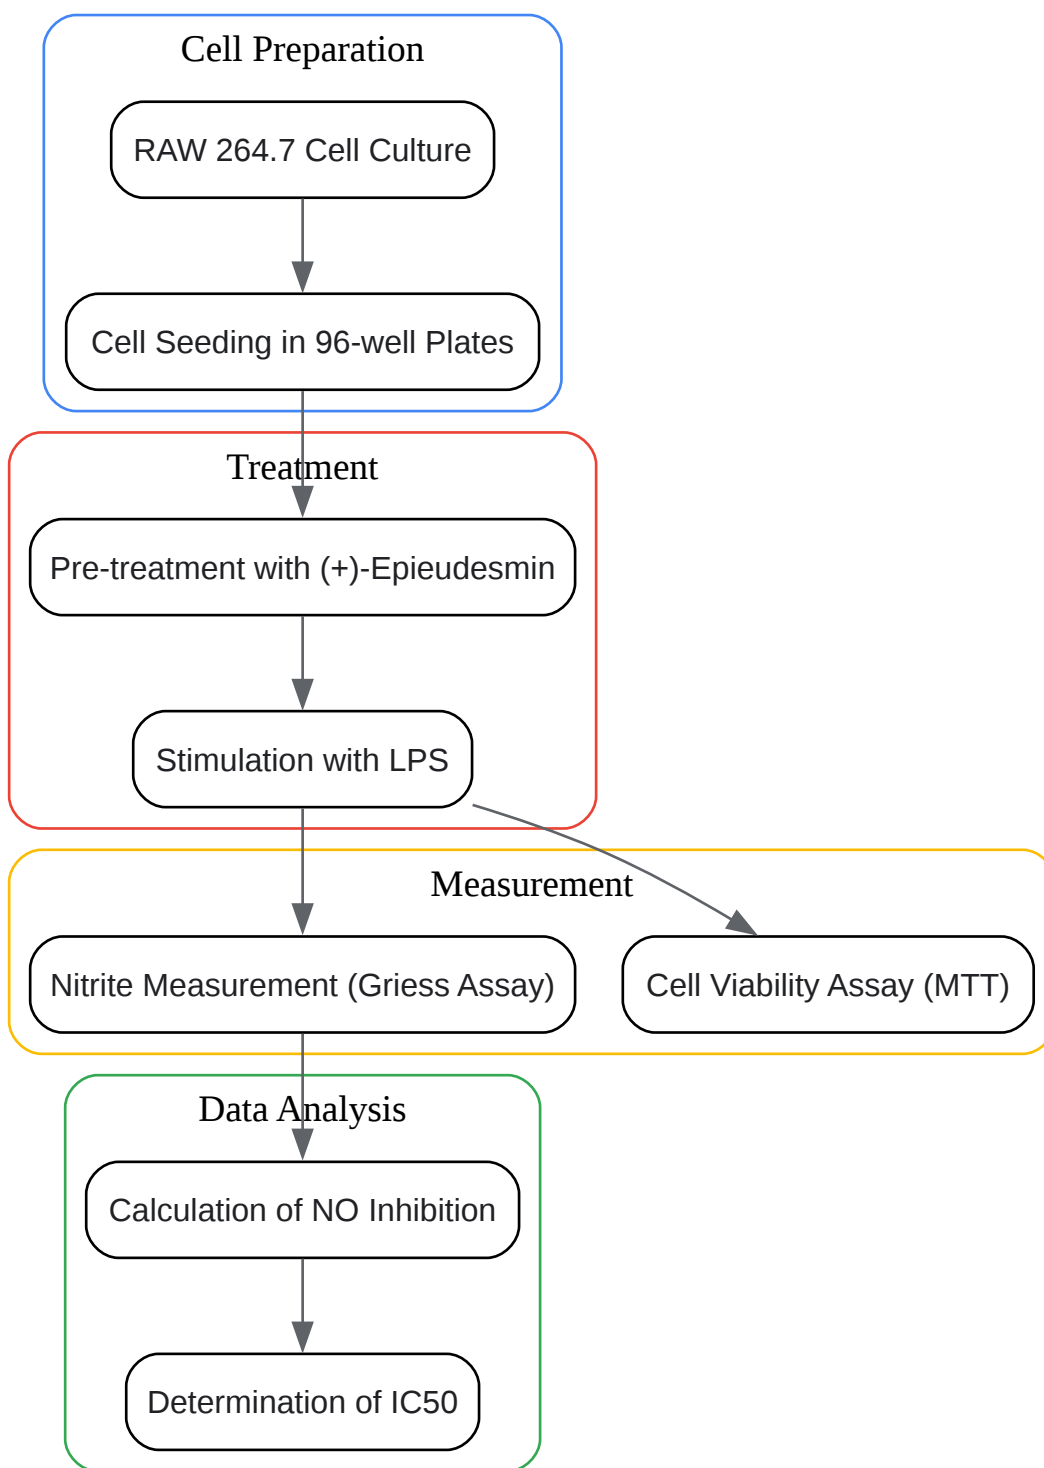 Cell Preparation
RAW 264.7 Cell Culture
Cell Seeding in 96-well Plates
Treatment
Pre-treatment with (+)-Epieudesmin
Stimulation with LPS
Measurement
Nitrite Measurement (Griess Assay)
Cell Viability Assay (MTT)
Data Analysis
Calculation of NO Inhibition
Determination of IC50